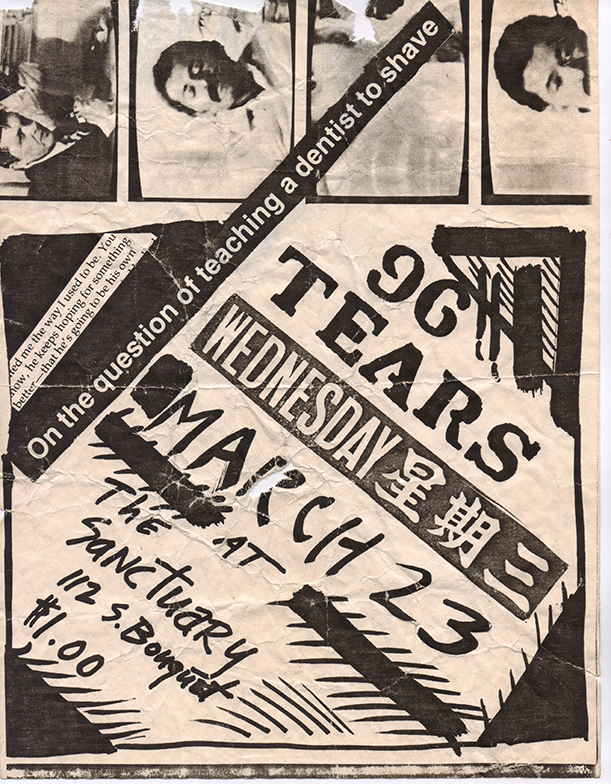 On the question of teaching a dentist to shave
me the way I used to be. You
now, he keeps hoping for something
better—that he's going to be his own
96
TEARS
WEDNESDAY 星期三
MARCH 23
AT
THE
SANCTUARY
112 S. Bouquet
$1.00